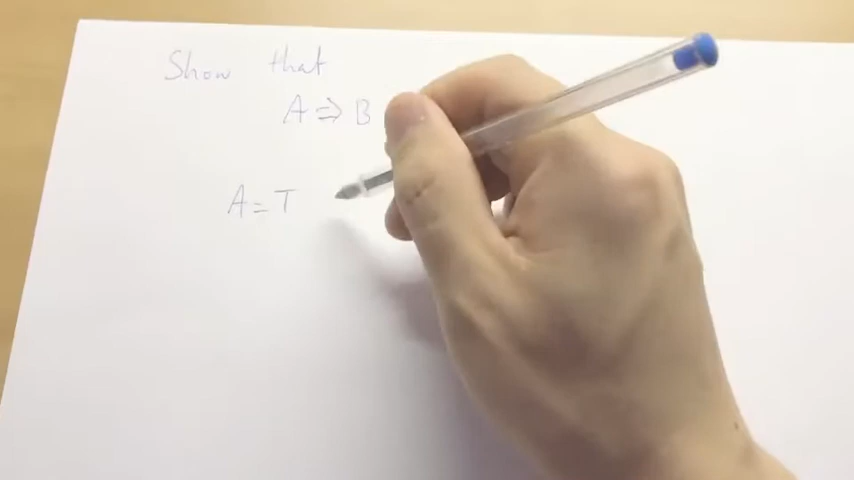 Show that
A ⇒ B
A = T